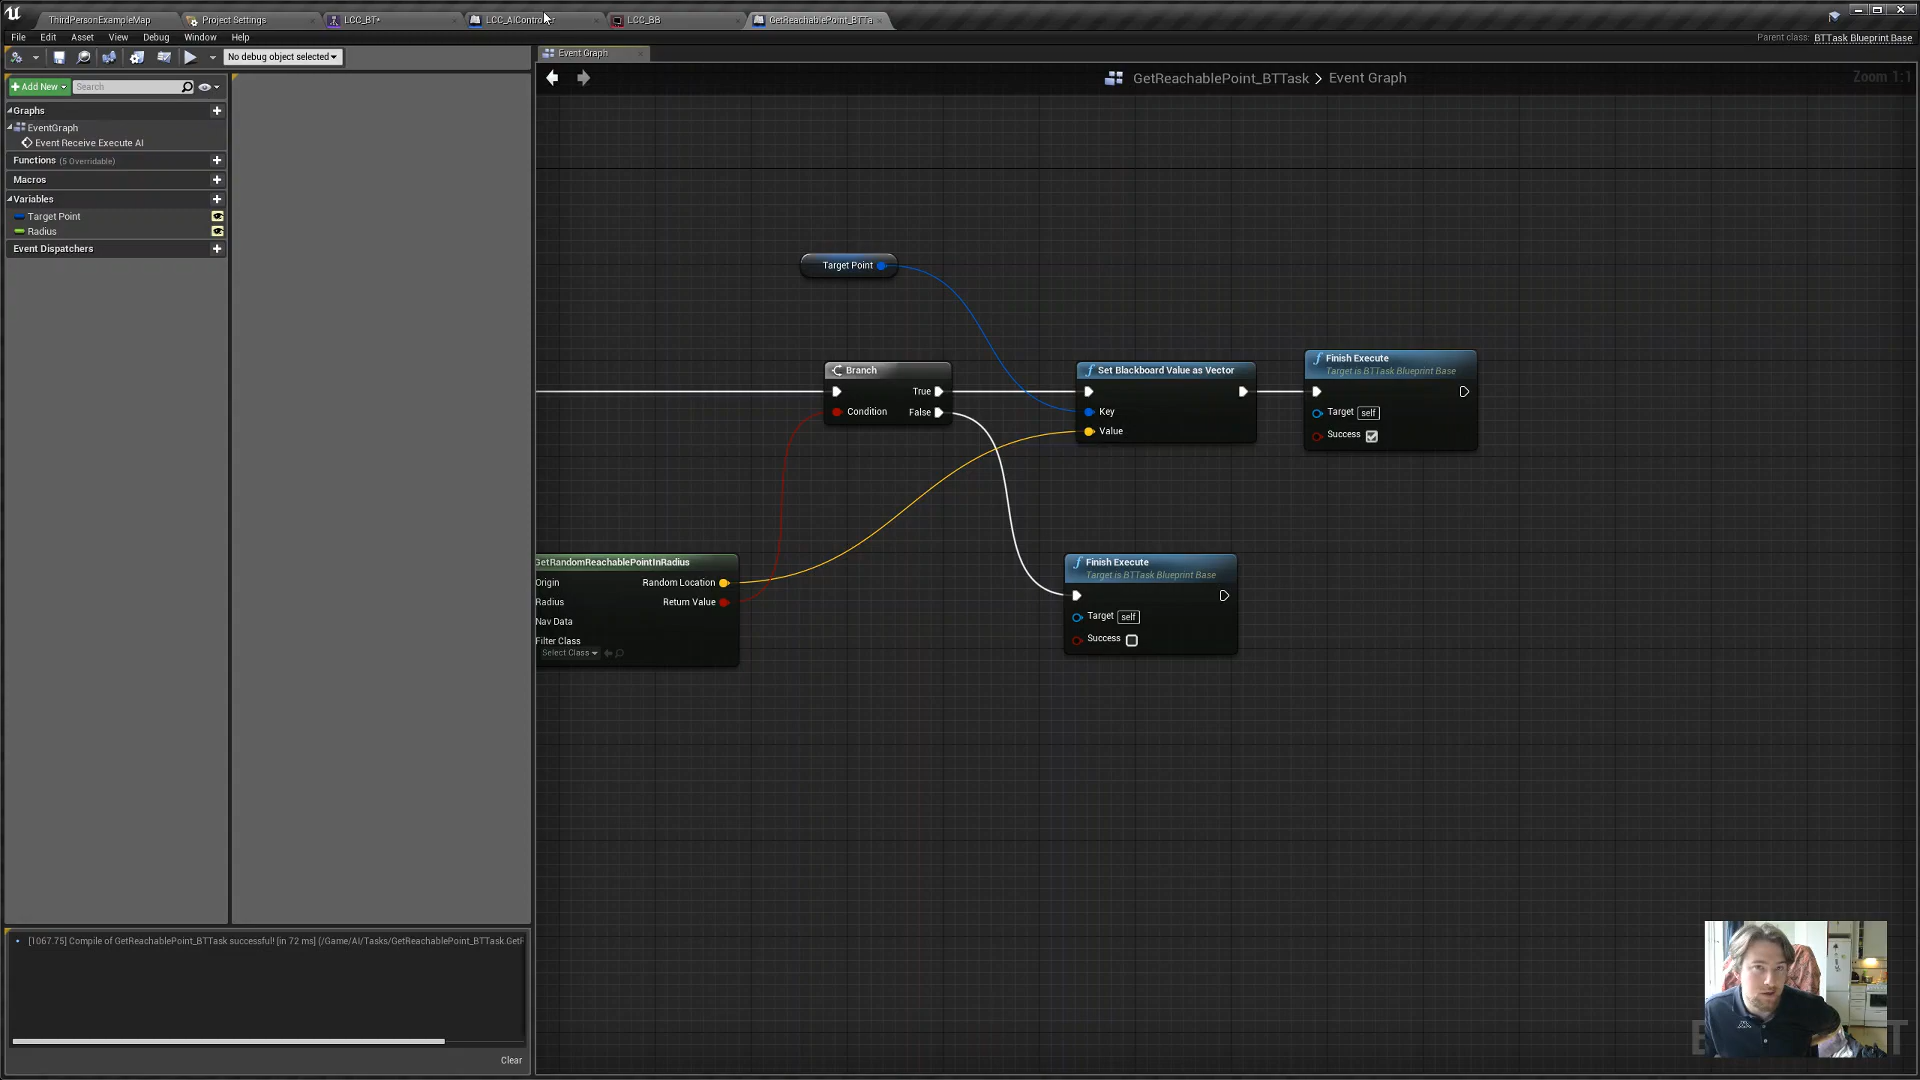 ThirdPersonExampleMap
Project Settings
LCC_BT*
LCC_AIController
LCC_BB
GetReachablePoint_BTTa
File Edit Asset View Debug Window Help
Parent class: BTTask Blueprint Base
No debug object selected
Event Graph
Add New
Search
GetReachablePoint_BTTask > Event Graph
Zoom 1:1
Graphs
EventGraph
Event Receive Execute AI
Functions (5 Overridable)
Macros
Variables
Target Point
Radius
Event Dispatchers
Target Point
Branch
True
Condition
False
Set Blackboard Value as Vector
Key
Value
Finish Execute
Target is BTTask Blueprint Base
Target self
Success
GetRandomReachablePointInRadius
Origin
Random Location
Radius
Return Value
Nav Data
Filter Class
Select Class
Finish Execute
Target is BTTask Blueprint Base
Target self
Success
[1067.75] Compile of GetReachablePoint_BTTask successful! [in 72 ms] (/Game/AI/Tasks/GetReachablePoint_BTTask.GetR
Clear